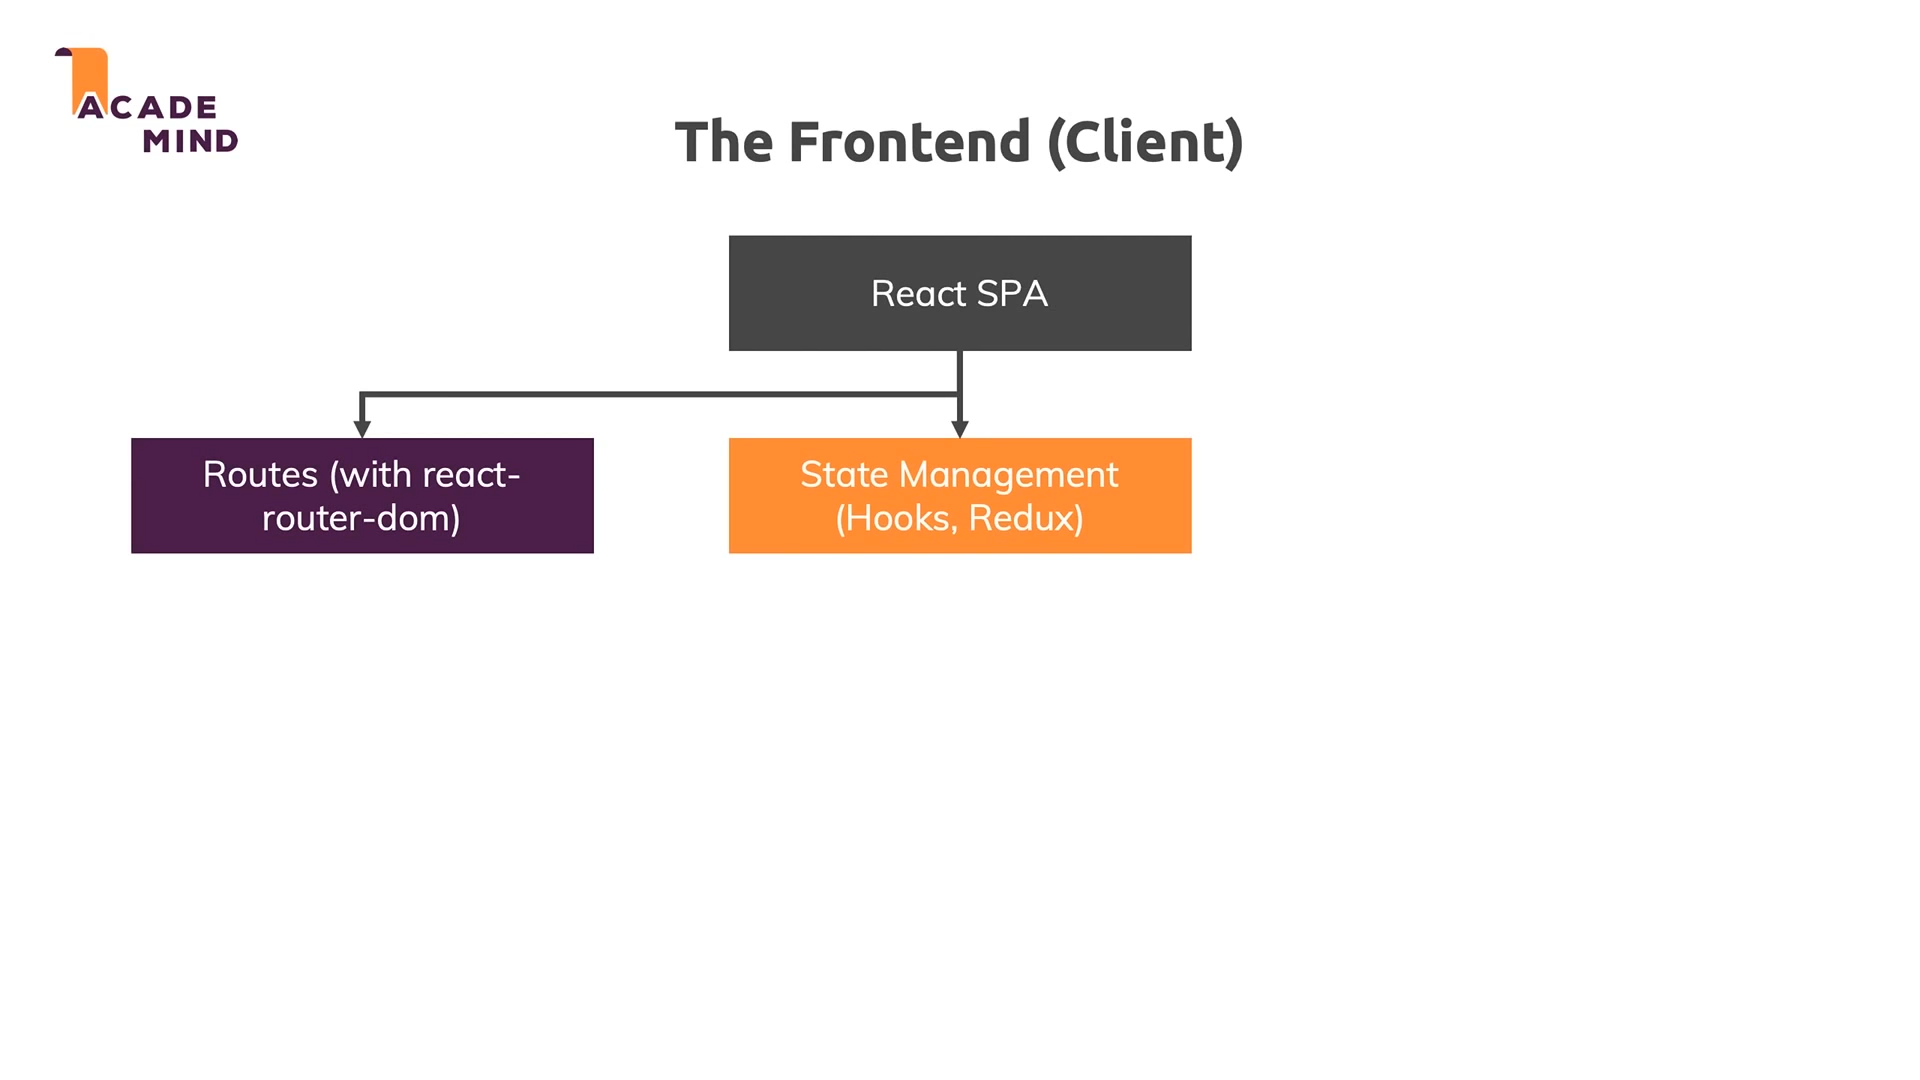 ACADE
MIND
The Frontend (Client)
React SPA
Routes (with react-
router-dom)
State Management
(Hooks, Redux)